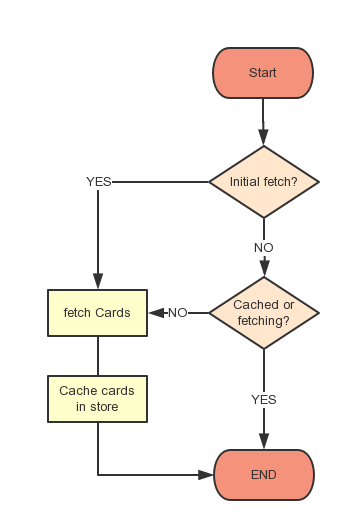 Start
Initial fetch?
YES
NO
Cached or
fetching?
fetch Cards
NO
Cache cards
in store
YES
END